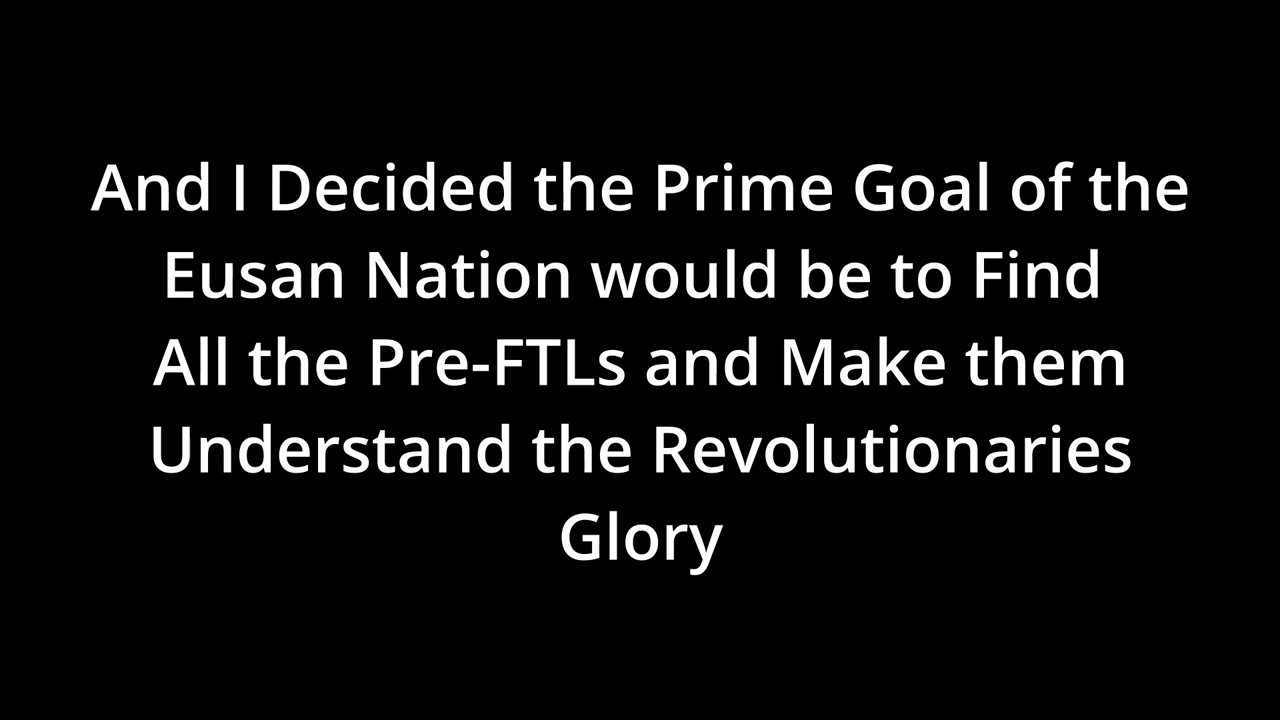 And I Decided the Prime Goal of the
Eusan Nation would be to Find
All the Pre-FTLs and Make them
Understand the Revolutionaries
Glory